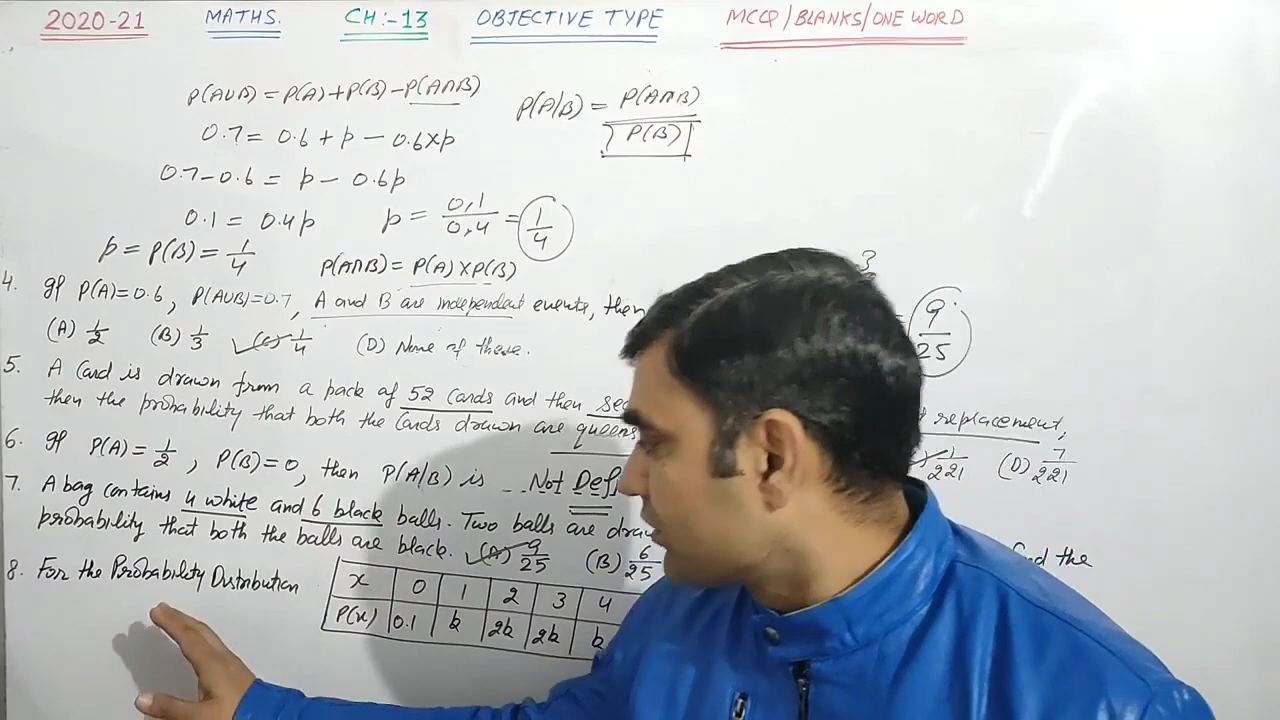 2020-21 MATHS. CH:-13 OBJECTIVE TYPE MCQ/BLANKS/ONE WORD
P(A∪B) = P(A) + P(B) - P(A∩B)
P(A|B) = P(A∩B) / P(B)
0.7 = 0.6 + p - 0.6×p
0.7-0.6 = p - 0.6p
0.1 = 0.4p p = 0.1/0.4 = 1/4
p = P(B) = 1/4
P(A∩B) = P(A) × P(B)
3
9/25
4. If P(A)=0.6, P(A∪B)=0.7, A and B are independent events, then
(A) 1/2 (B) 1/3 (C) 1/4 (D) None of these.
5. A Card is drawn from a pack of 52 Cards and then replacement,
then the probability that both the Cards drawn are queens 1/221 (D) 7/221
6. If P(A)=1/2, P(B)=0, then P(A|B) is ...Not Def
7. A bag contains 4 white and 6 black balls. Two balls are the
probability that both the balls are black. (A) 9/25 (B) 6/25
8. For the Probability Distribution
x 0 1 2 3 4
P(x) 0.1 k 2k 2k k